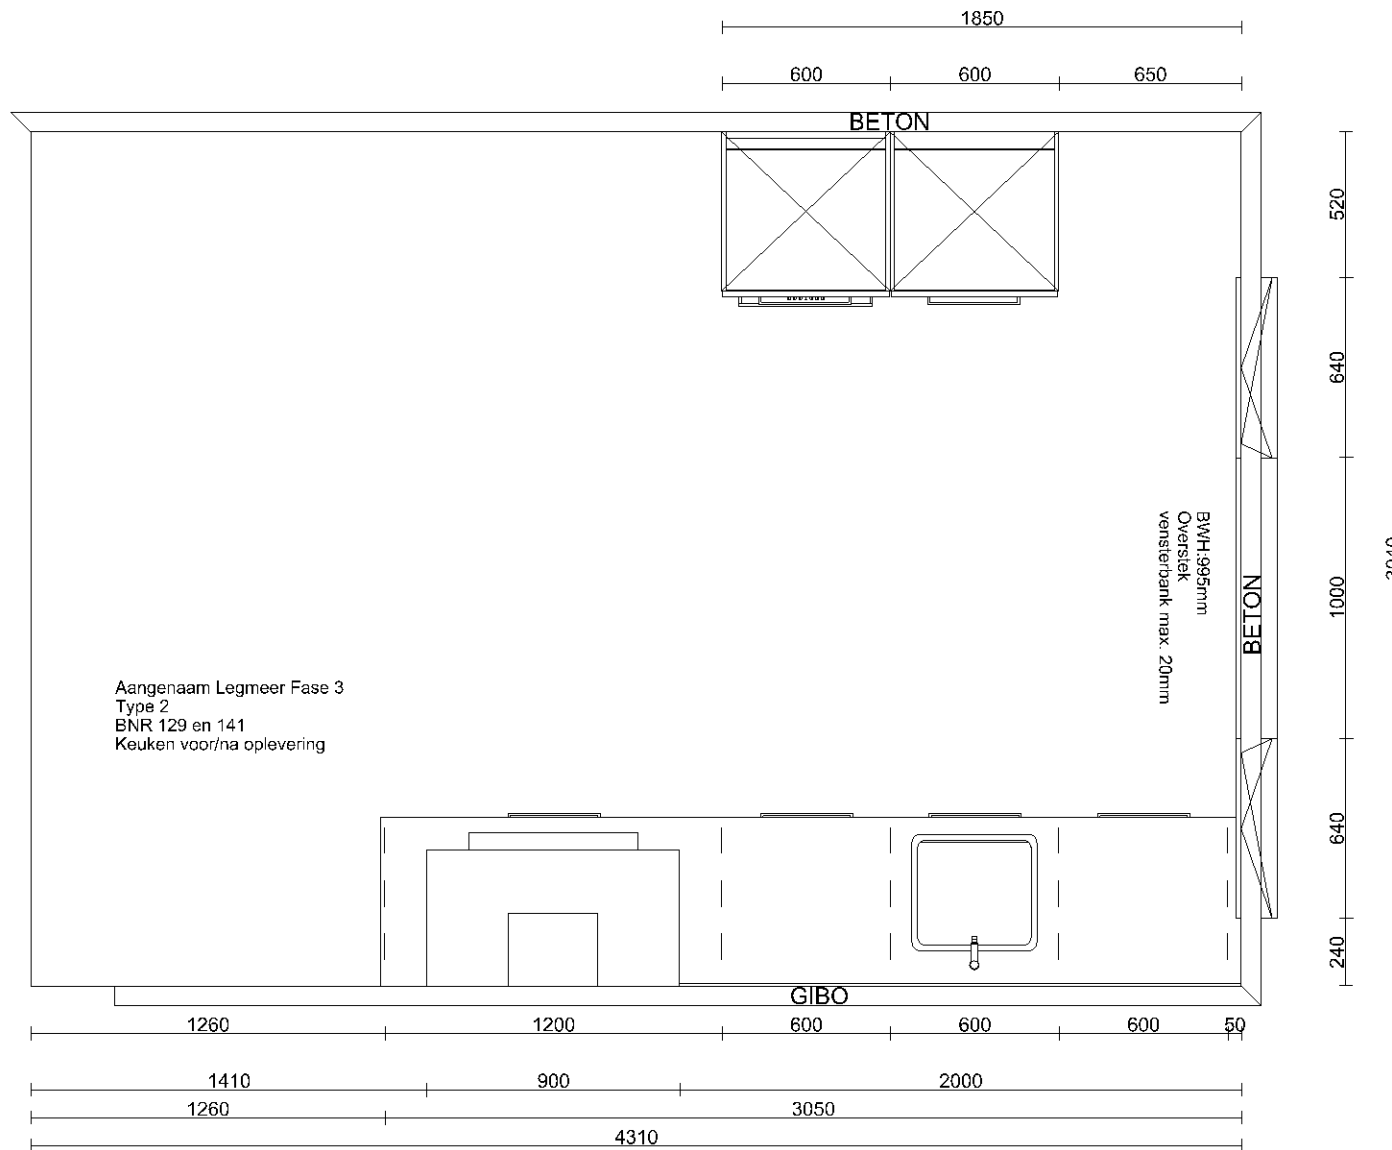 1850
600 600 650
BETON
520
640
1000
640
240
BETON
BWH:995mm
Overstek
vensterbank max. 20mm
Aangenaam Legmeer Fase 3
Type 2
BNR 129 en 141
Keuken voor/na oplevering
GIBO
1260 1200 600 600 600 50
1410 900 2000
1260 3050
4310